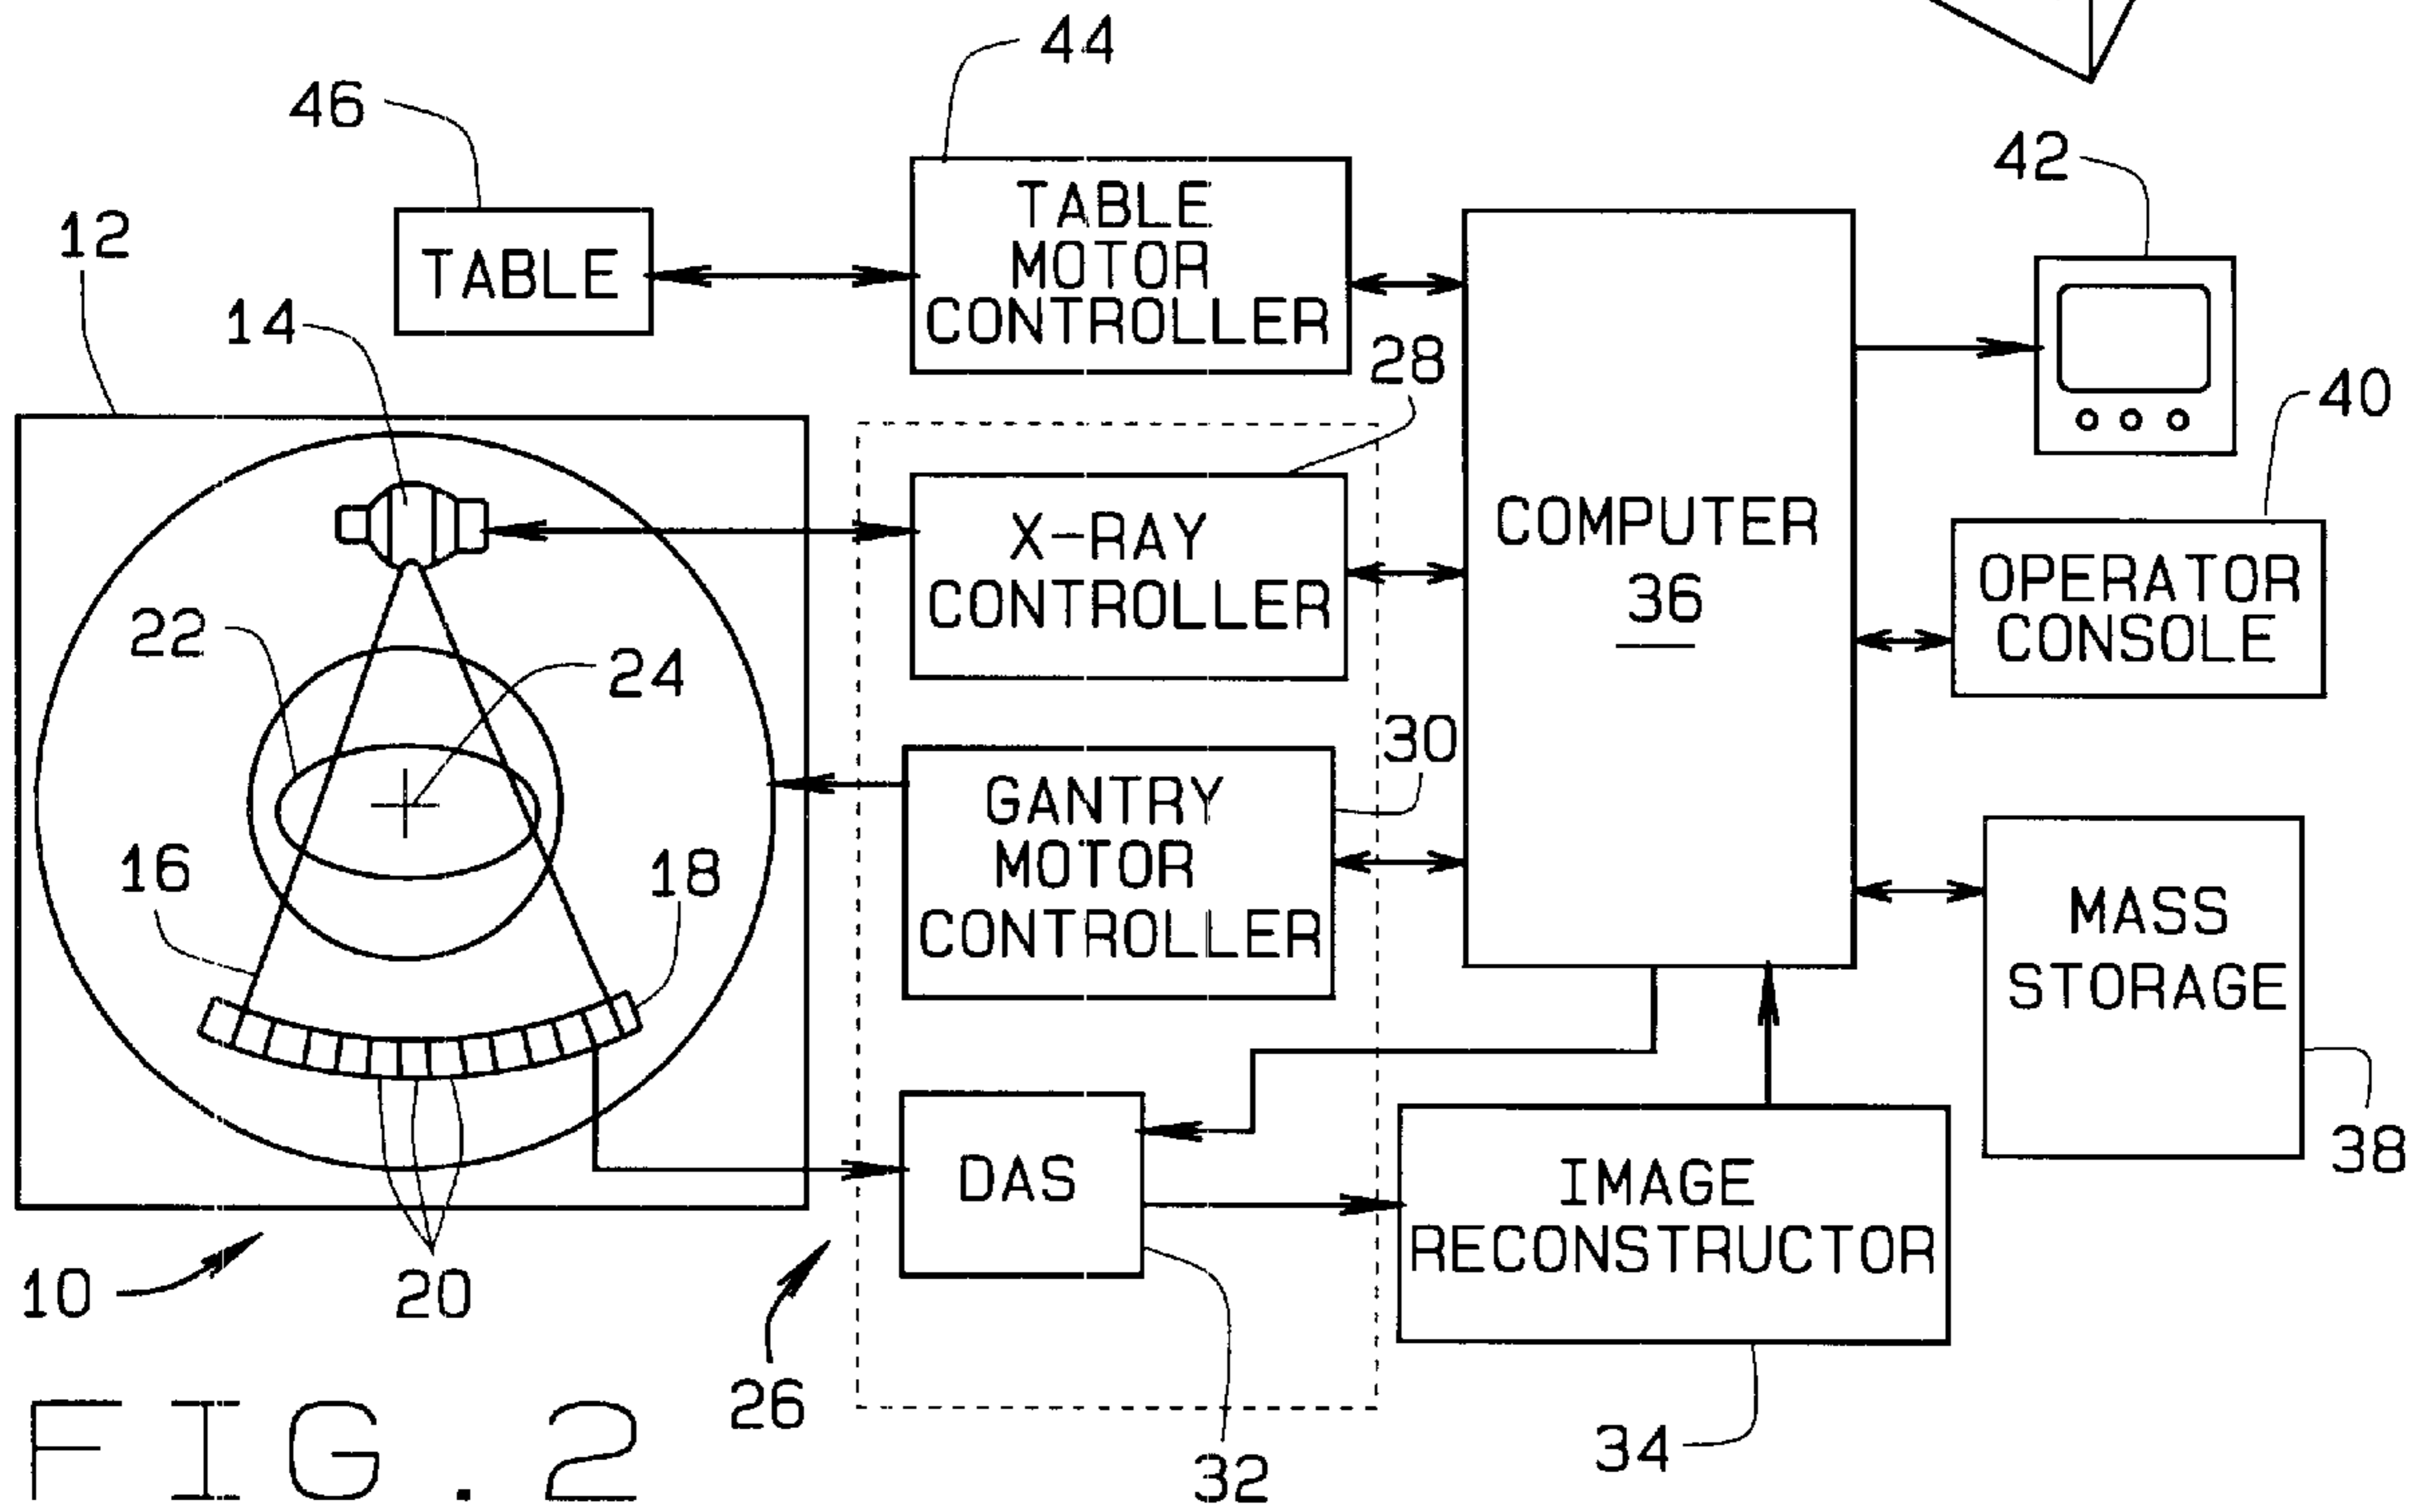 44
46
42
12
TABLE
MOTOR
CONTROLLER
TABLE
14
28
40
COMPUTER
36
X-RAY
CONTROLLER
OPERATOR
CONSOLE
22
24
30
GANTRY
MOTOR
CONTROLLER
16
18
MASS
STORAGE
38
DAS
IMAGE
RECONSTRUCTOR
10
20
26
32
34
FIG.2